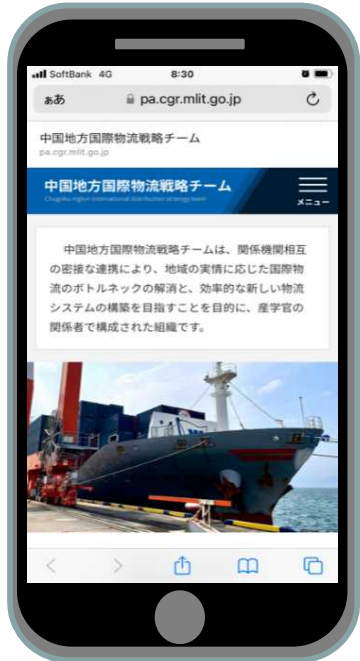 SoftBank 4G 8:30
ああ pa.cgr.mlit.go.jp
中国地方国際物流戦略チーム
pa.cgr.mlit.go.jp
中国地方国際物流戦略チーム
Chugoku region international distribution strategy team
メニュー
中国地方国際物流戦略チームは、関係機関相互
の密接な連携により、地域の実情に応じた国際物
流のボトルネックの解消と、効率的な新しい物流
システムの構築を目指すことを目的に、産学官の
関係者で構成された組織です。